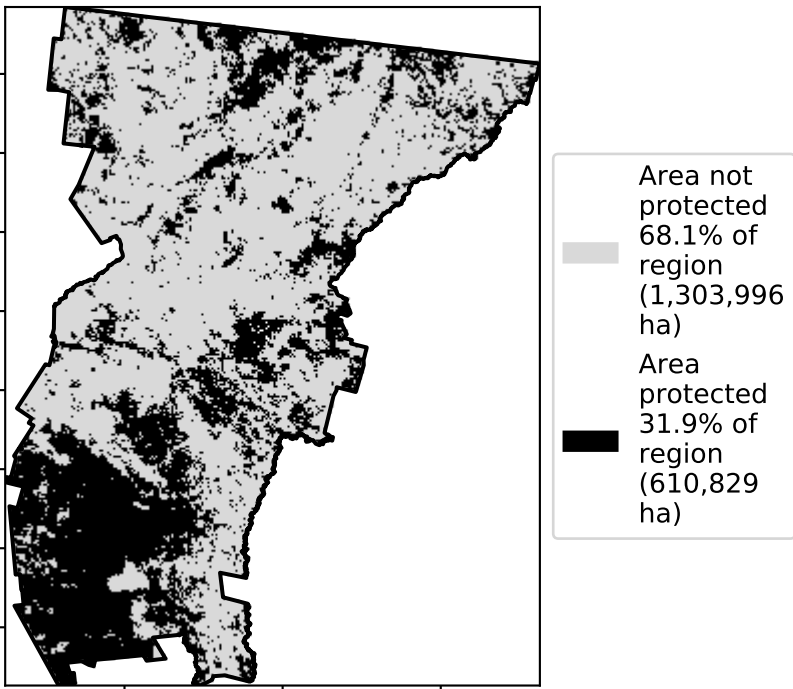 Area not
protected
68.1% of
region
(1,303,996
ha)
Area
protected
31.9% of
region
(610,829
ha)